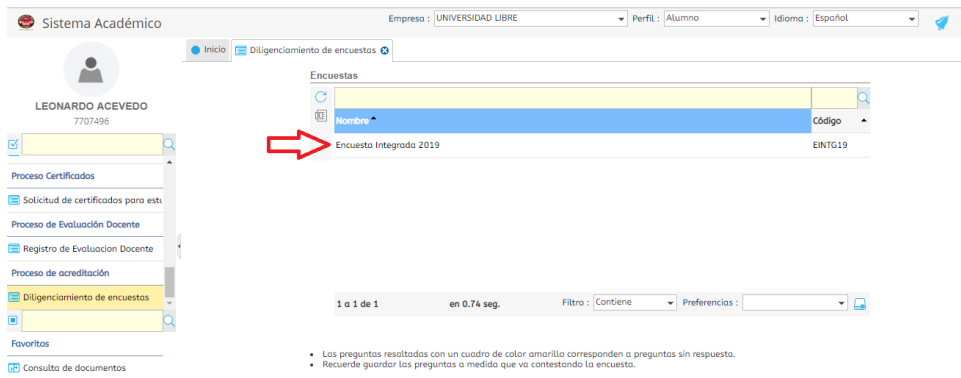 Sistema Académico
Empresa : UNIVERSIDAD LIBRE Perfil : Alumno Idioma : Español
Inicio Diligenciamiento de encuestas
LEONARDO ACEVEDO
7707496
Proceso Certificados
Solicitud de certificados para estu
Proceso de Evaluación Docente
Registro de Evaluacion Docente
Proceso de acreditación
Diligenciamiento de encuestas
Favoritos
Consulta de documentos
Encuestas
Nombre Código
Encuesta Integrada 2019 EINTG19
1 a 1 de 1 en 0.74 seg. Filtro : Contiene Preferencias :
• Las preguntas resaltadas con un cuadro de color amarillo corresponden a preguntas sin respuesta.
• Recuerde guardar las preguntas a medida que va contestando la encuesta.